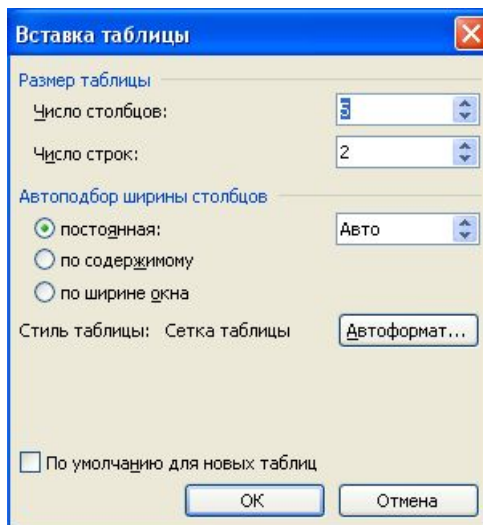 Вставка таблицы
Размер таблицы
Число столбцов: 5
Число строк: 2
Автоподбор ширины столбцов
постоянная: Авто
по содержимому
по ширине окна
Стиль таблицы: Сетка таблицы Автоформат...
По умолчанию для новых таблиц
ОК Отмена